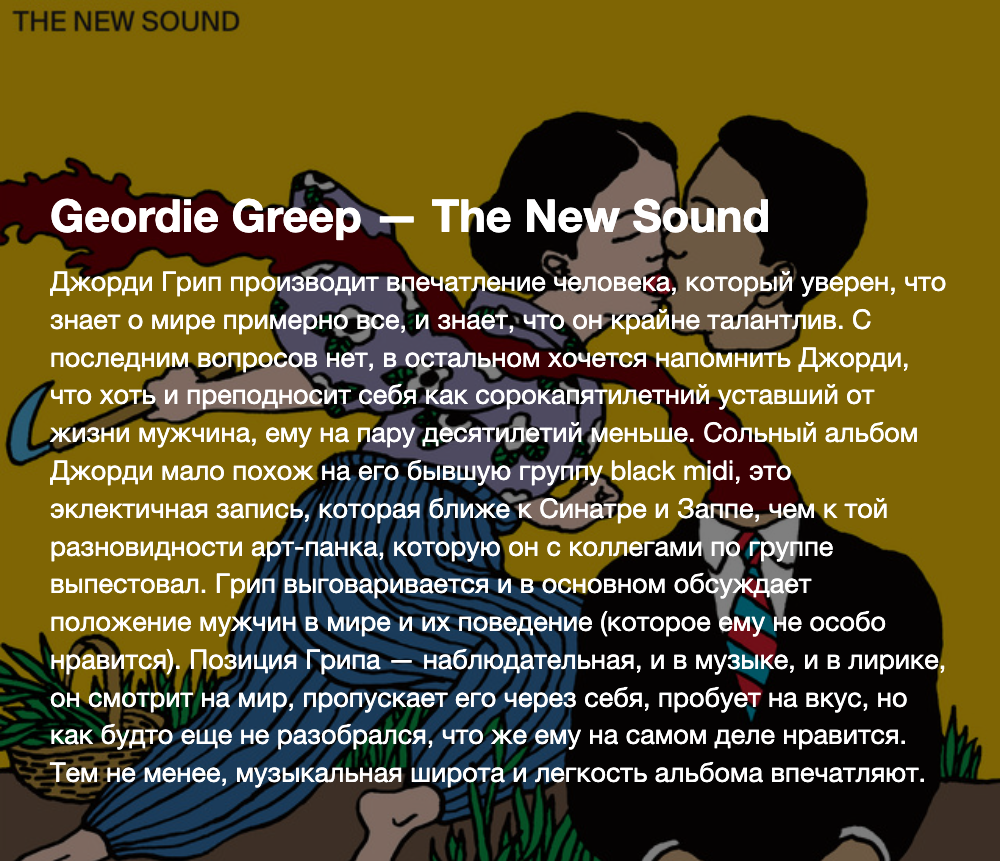 THE NEW SOUND
Geordie Greep — The New Sound
Джорди Грип производит впечатление человека, который уверен, что
знает о мире примерно все, и знает, что он крайне талантлив. С
последним вопросов нет, в остальном хочется напомнить Джорди,
что хоть и преподносит себя как сорокапятилетний уставший от
жизни мужчина, ему на пару десятилетий меньше. Сольный альбом
Джорди мало похож на его бывшую группу black midi, это
эклектичная запись, которая ближе к Синатре и Заппе, чем к той
разновидности арт-панка, которую он с коллегами по группе
выпестовал. Грип выговаривается и в основном обсуждает
положение мужчин в мире и их поведение (которое ему не особо
нравится). Позиция Грипа — наблюдательная, и в музыке, и в лирике,
он смотрит на мир, пропускает его через себя, пробует на вкус, но
как будто еще не разобрался, что же ему на самом деле нравится.
Тем не менее, музыкальная широта и легкость альбома впечатляют.